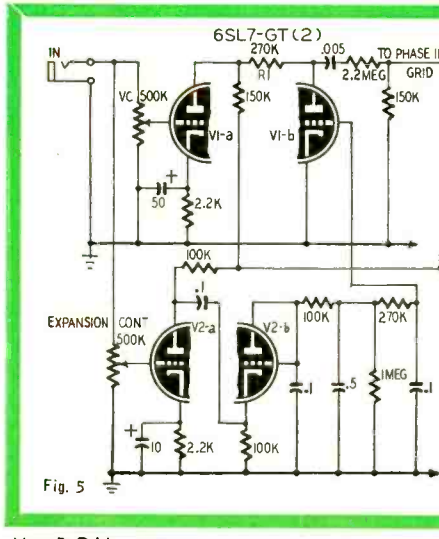 6SL7-GT(2)
IN
270K
.005
TO PHASE I
R1
2.2MEG
GRID
VC 500K
150K
150K
V1-a
V1-b
+
50
2.2K
100K
.1
EXPANSION CONT
500K
V2-a
V2-b
100K
270K
.1
.5
1MEG
.1
+
10
2.2K
100K
Fig. 5